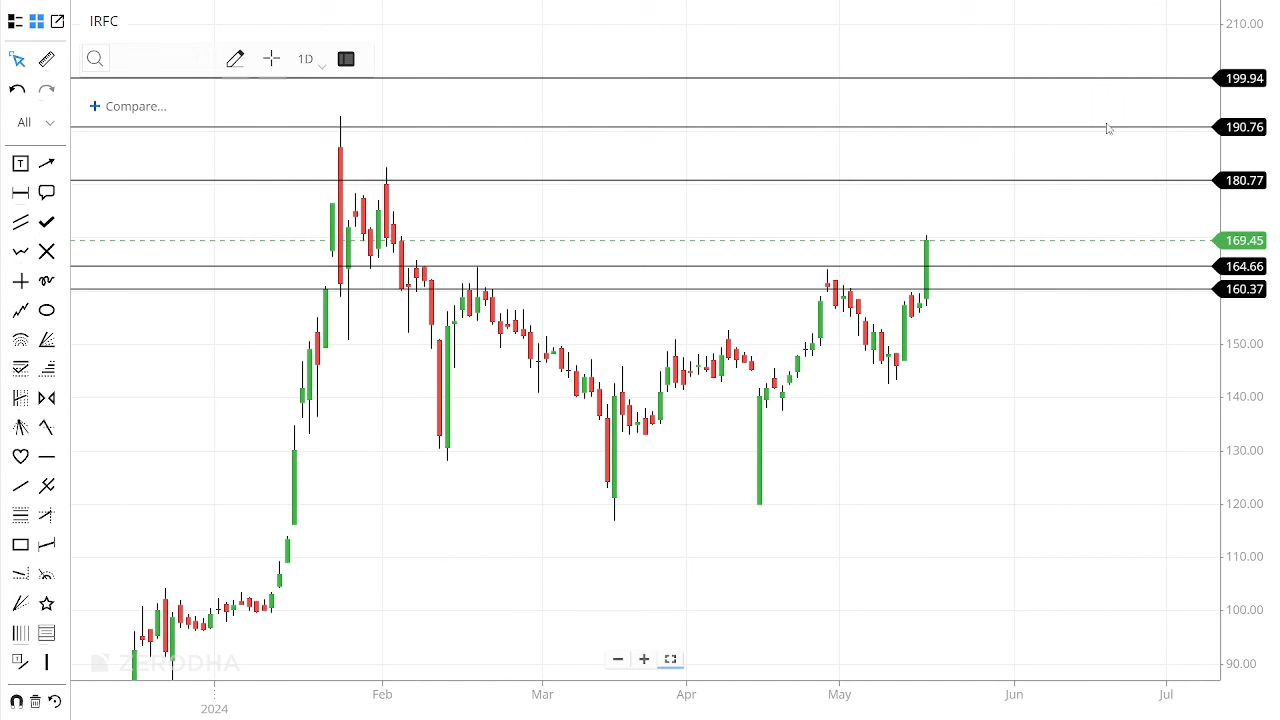 IRFC
1D
Compare...
All
210.00
199.94
190.76
180.77
169.45
164.66
160.37
150.00
140.00
130.00
120.00
110.00
100.00
90.00
ZERODHA
Feb Mar Apr May Jun Jul
2024